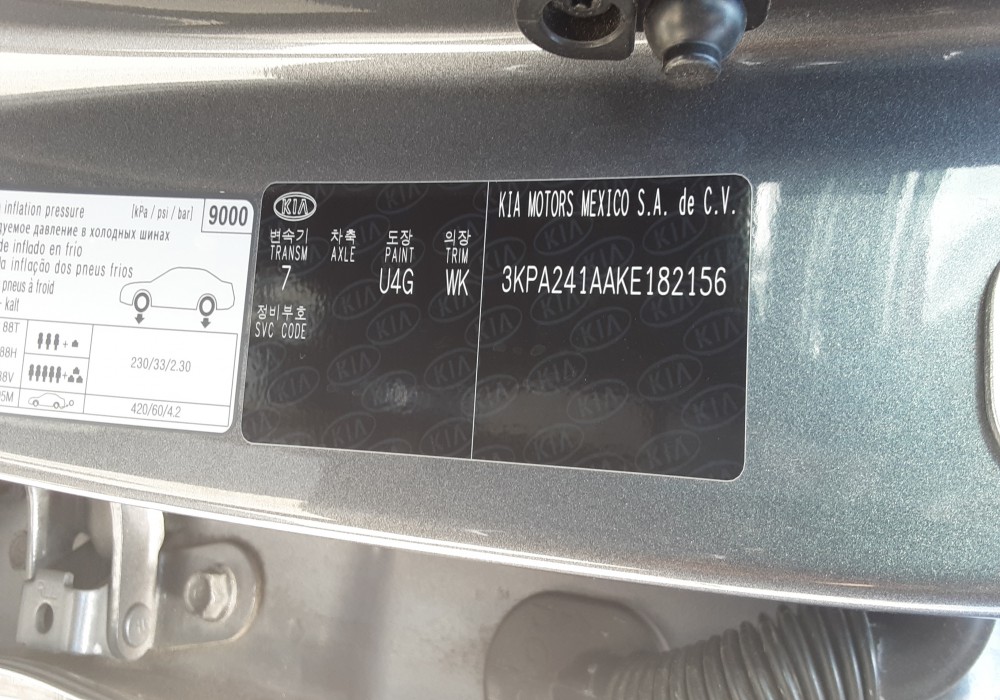 inflation pressure [kPa / psi / bar] 9000
дуемое давление в холодных шинах
de inflado en frio
la inflação dos pneus frios
pneus à froid
- kalt
88T
88H
230/33/2.30
420/60/4.2
KIA
변속기 차축 도장 의장
TRANSM AXLE PAINT TRIM
7 U4G WK
정비부호
SVC CODE
KIA MOTORS MEXICO S.A. de C.V.
3KPA241AAKE182156